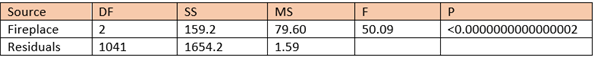 Source DF SS MS F P
Fireplace 2 159.2 79.60 50.09 <0.0000000000000002
Residuals 1041 1654.2 1.59